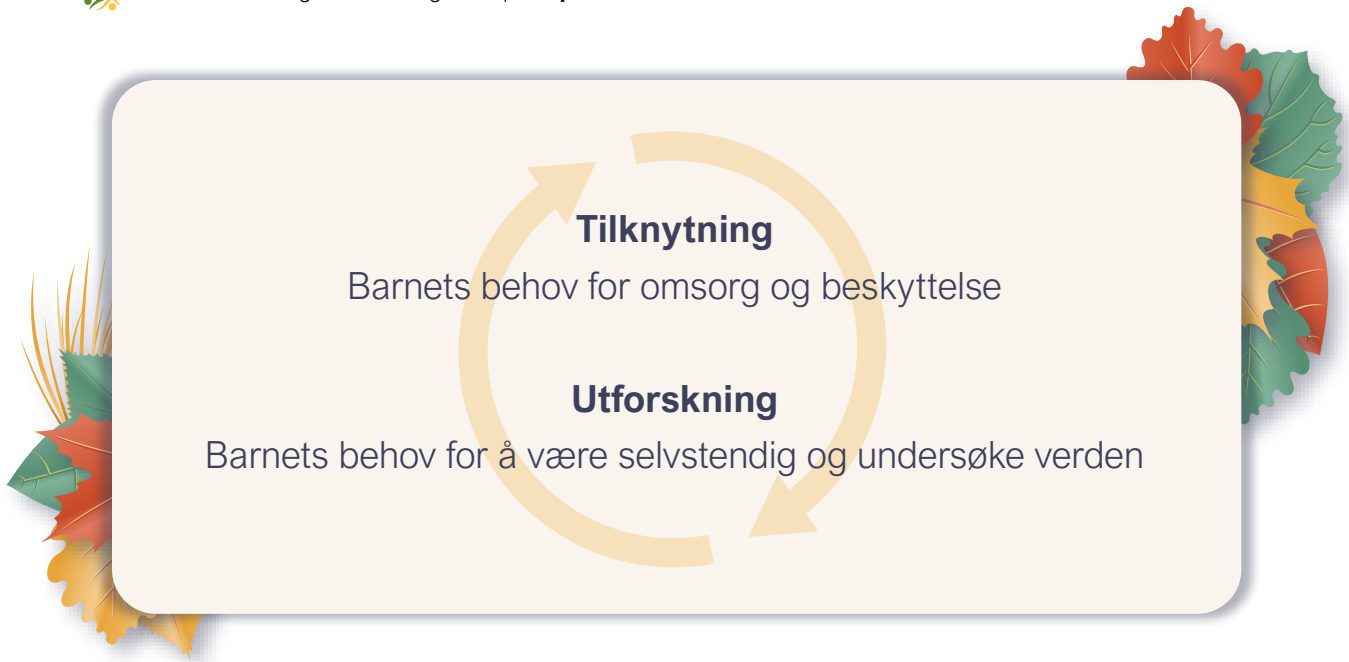 Tilknytning
Barnets behov for omsorg og beskyttelse
Utforskning
Barnets behov for å være selvstendig og undersøke verden